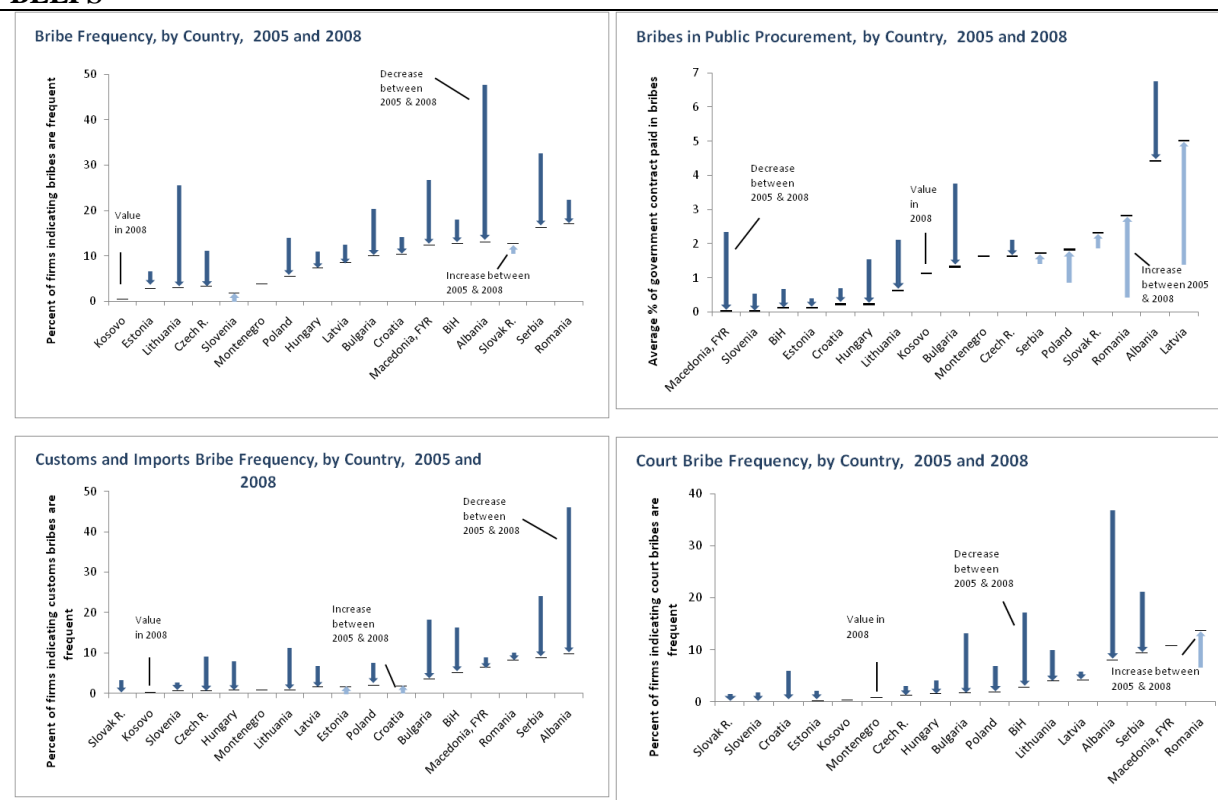 Bribe Frequency, by Country, 2005 and 2008
Percent of firms indicating bribes are frequent
50
40
30
20
10
0
Value
in 2008
Decrease
between
2005 & 2008
Increase between
2005 & 2008
Kosovo
Estonia
Lithuania
Czech R.
Slovenia
Montenegro
Poland
Hungary
Latvia
Bulgaria
Croatia
Macedonia, FYR
BiH
Albania
Slovak R.
Serbia
Romania
Bribes in Public Procurement, by Country, 2005 and 2008
Average % of government contract paid in bribes
7
6
5
4
3
2
1
0
Decrease
between
2005 & 2008
Value
in
2008
Increase
between 2005
& 2008
Macedonia, FYR
Slovenia
BiH
Estonia
Croatia
Hungary
Lithuania
Kosovo
Bulgaria
Montenegro
Czech R.
Serbia
Poland
Slovak R.
Romania
Albania
Latvia
Customs and Imports Bribe Frequency, by Country, 2005 and
2008
Percent of firms indicating customs bribes are
frequent
50
40
30
20
10
0
Value
in 2008
Increase
between
2005 & 2008
Decrease
between
2005 & 2008
Slovak R.
Kosovo
Slovenia
Czech R.
Hungary
Montenegro
Lithuania
Latvia
Estonia
Poland
Croatia
Bulgaria
BiH
Macedonia, FYR
Romania
Serbia
Albania
Court Bribe Frequency, by Country, 2005 and 2008
Percent of firms indicating court bribes are
frequent
40
30
20
10
0
Value in
2008
Decrease
between
2005 & 2008
Increase between
2005 & 2008
Slovak R.
Slovenia
Croatia
Estonia
Kosovo
Montenegro
Czech R.
Hungary
Bulgaria
Poland
BiH
Lithuania
Latvia
Albania
Serbia
Macedonia, FYR
Romania